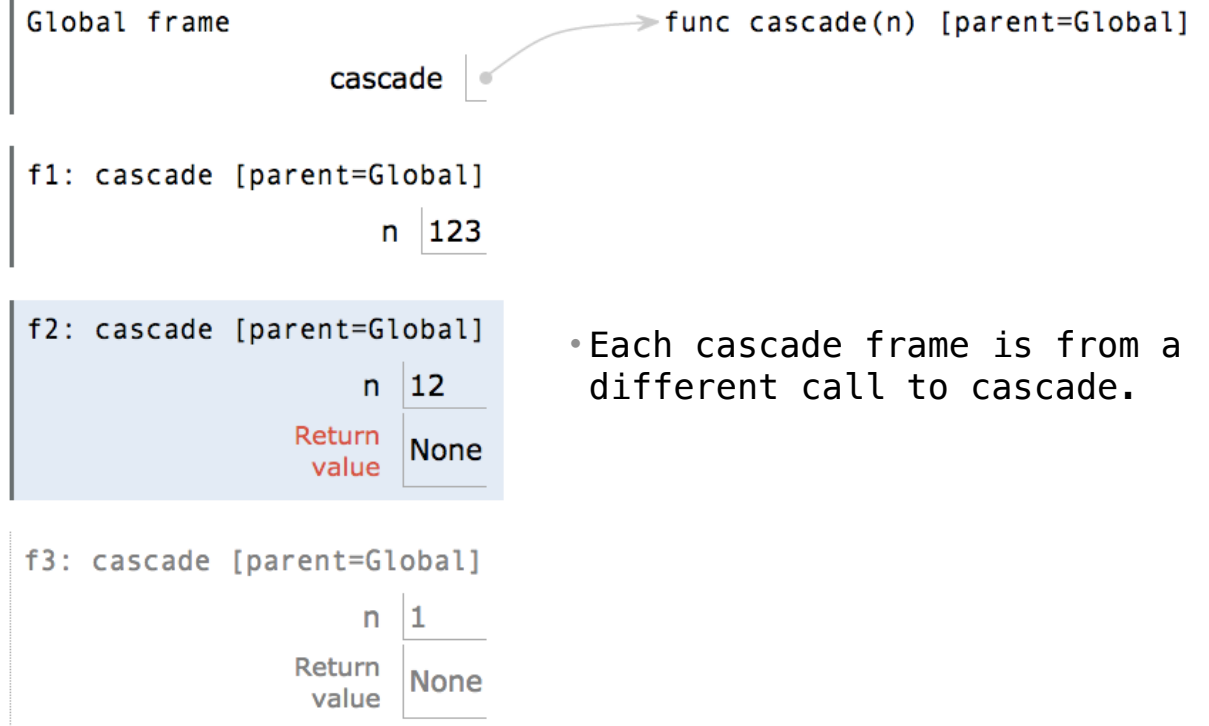 Global frame
func cascade(n) [parent=Global]
cascade
f1: cascade [parent=Global]
n 123
f2: cascade [parent=Global]
n 12
Return
value
None
• Each cascade frame is from a
different call to cascade.
f3: cascade [parent=Global]
n 1
Return
value
None